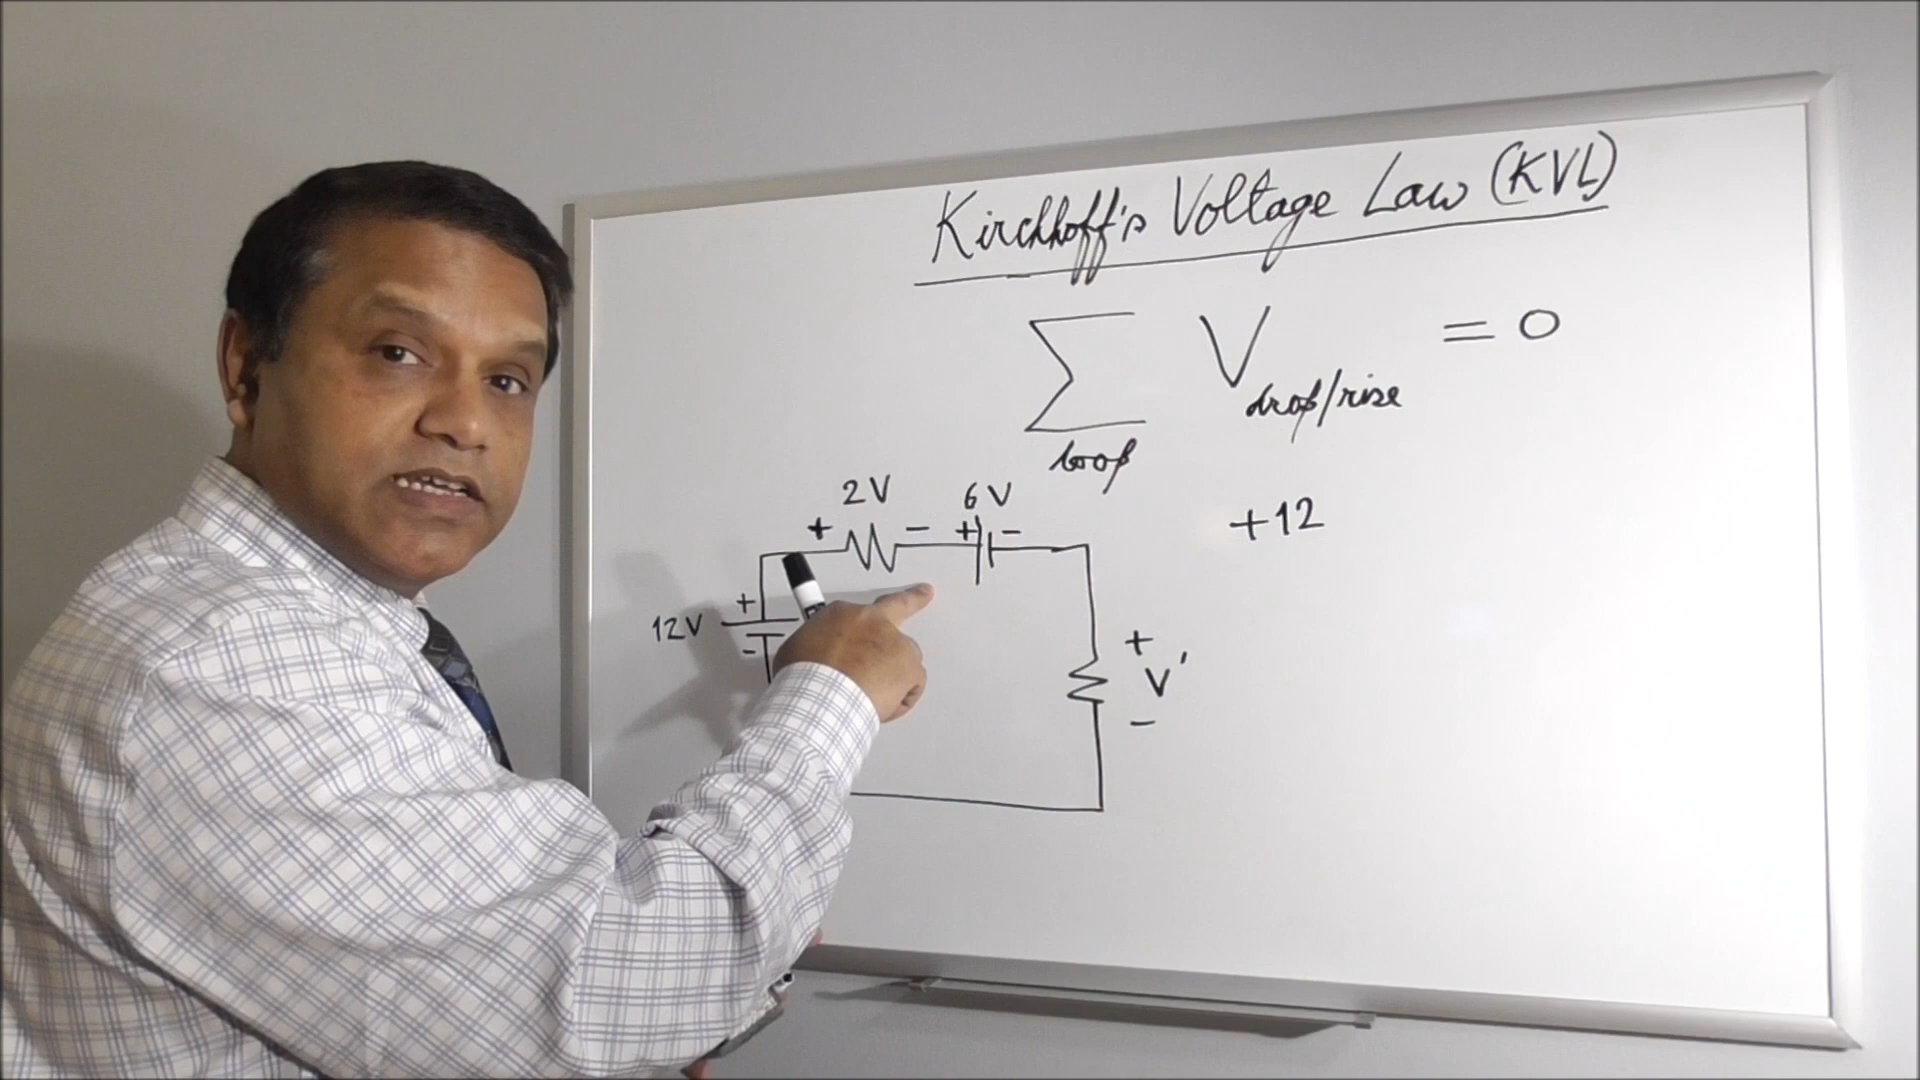 Kirchhoff's Voltage Law (KVL)
∑ V = 0
loop drop/rise
2V 6V
+ - + -
+12
+
12V
-
+
V'
-